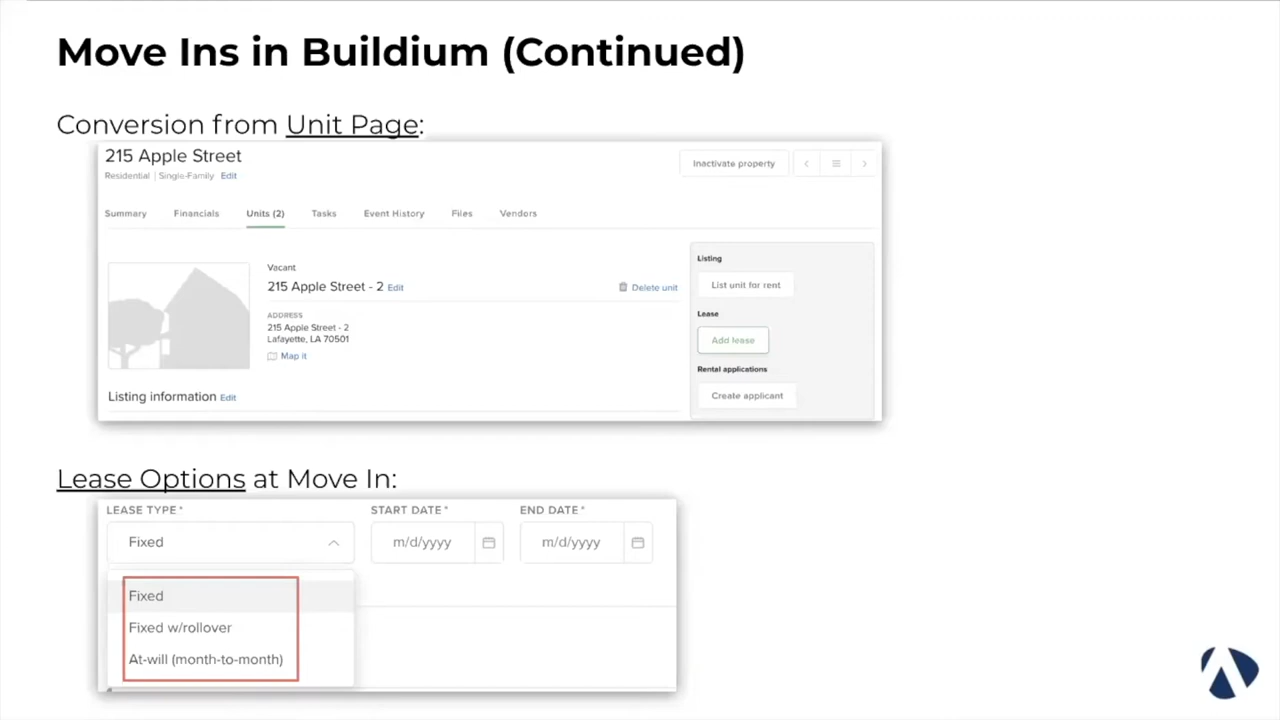 Move Ins in Buildium (Continued)
Conversion from Unit Page:
215 Apple Street
Inactivate property
Residential | Single-Family Edit
Summary Financials Units (2) Tasks Event History Files Vendors
Vacant
215 Apple Street - 2 Edit
Delete unit
ADDRESS
215 Apple Street - 2
Lafayette, LA 70501
Map it
Listing information Edit
Listing
List unit for rent
Lease
Add lease
Rental applications
Create applicant
Lease Options at Move In:
LEASE TYPE* START DATE* END DATE*
Fixed m/d/yyyy m/d/yyyy
Fixed
Fixed w/rollover
At-will (month-to-month)